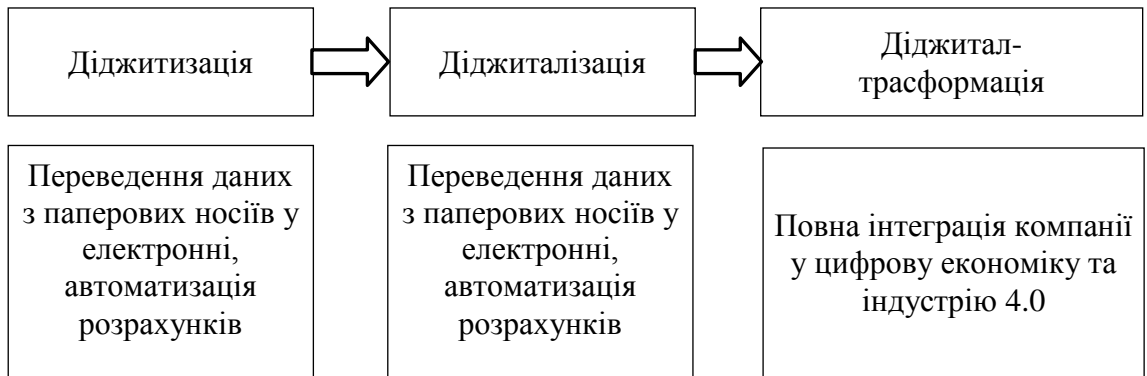 Діджитизація
Діджиталізація
Діджитал-
трасформація
Переведення даних
з паперових носіїв у
електронні,
автоматизація
розрахунків
Переведення даних
з паперових носіїв у
електронні,
автоматизація
розрахунків
Повна інтеграція компанії
у цифрову економіку та
індустрію 4.0